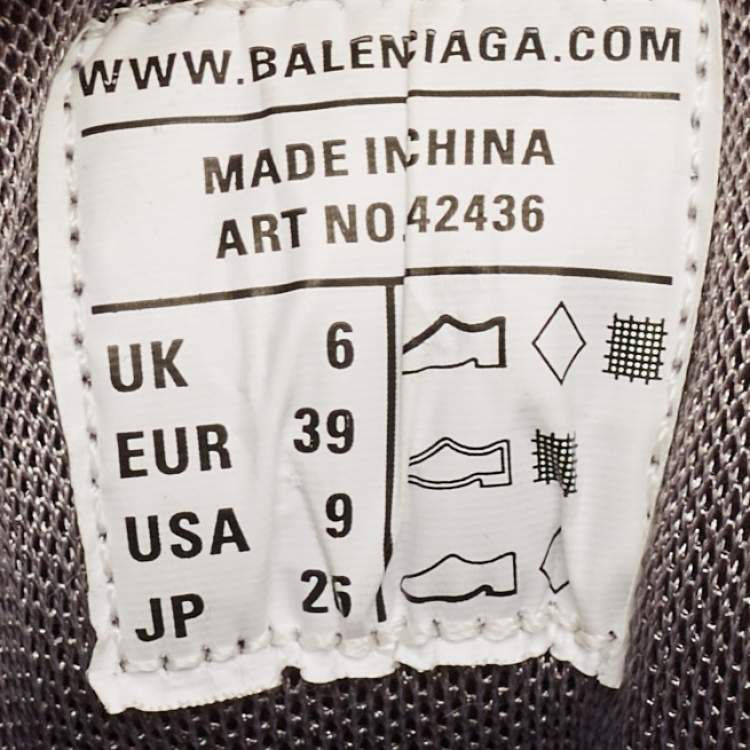 WWW.BALENCIAGA.COM
MADE IN CHINA
ART NO.42436
UK 6
EUR 39
USA 9
JP 26